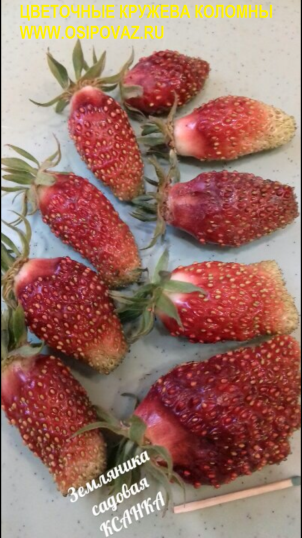 ЦВЕТОЧНЫЕ КРУЖЕВА КОЛОМНЫ
WWW.OSIPOVAZ.RU
Земляника
садовая
КСАНКА